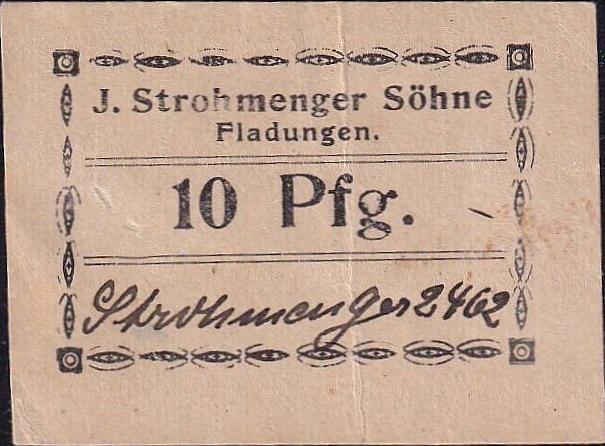 J. Strohmenger Söhne
Fladungen.
10 Pfg.
Strohmenger 2462